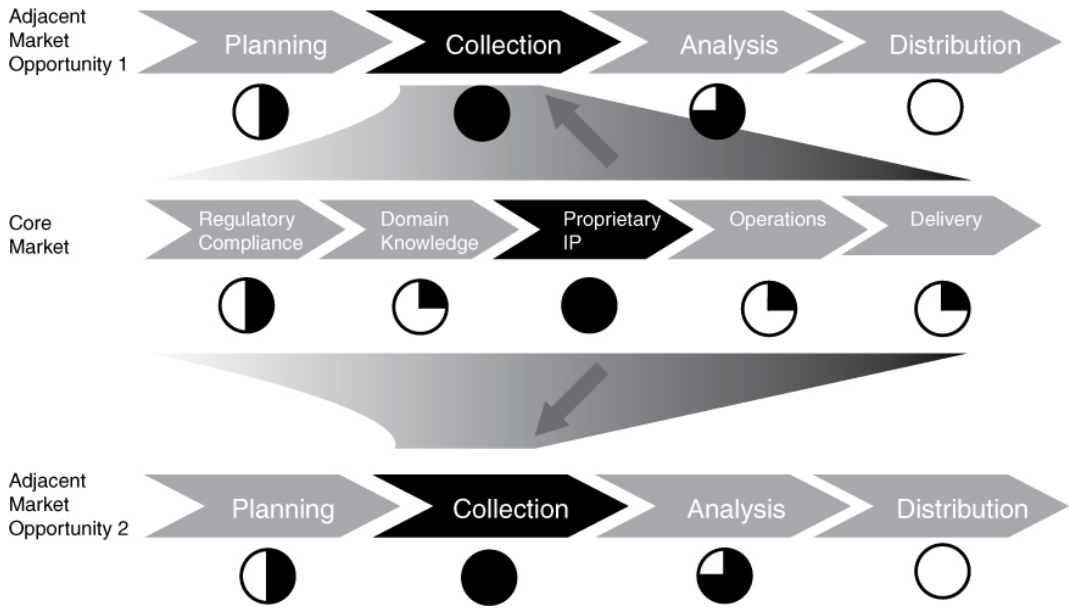 Adjacent
Market
Opportunity 1
Planning
Collection
Analysis
Distribution
Core
Market
Regulatory
Compliance
Domain
Knowledge
Proprietary
IP
Operations
Delivery
Adjacent
Market
Opportunity 2
Planning
Collection
Analysis
Distribution